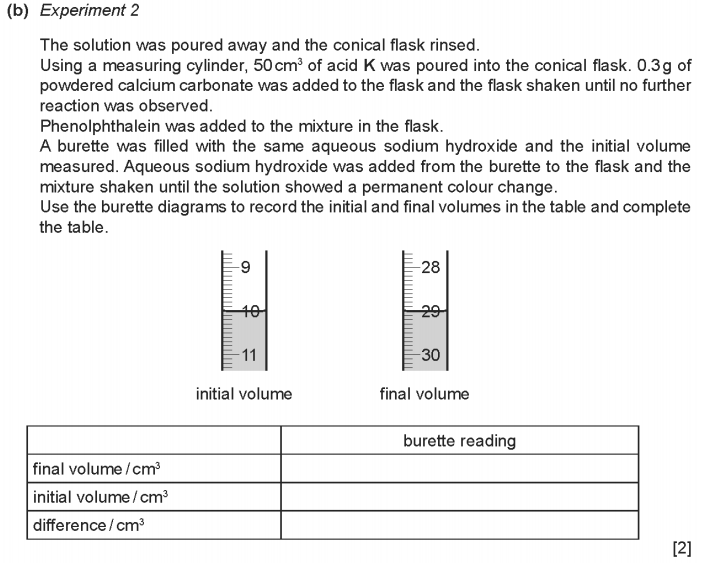 (b) Experiment 2
The solution was poured away and the conical flask rinsed.
Using a measuring cylinder, 50 cm³ of acid K was poured into the conical flask. 0.3 g of
powdered calcium carbonate was added to the flask and the flask shaken until no further
reaction was observed.
Phenolphthalein was added to the mixture in the flask.
A burette was filled with the same aqueous sodium hydroxide and the initial volume
measured. Aqueous sodium hydroxide was added from the burette to the flask and the
mixture shaken until the solution showed a permanent colour change.
Use the burette diagrams to record the initial and final volumes in the table and complete
the table.
9
10
11
initial volume
28
29
30
final volume
burette reading
final volume / cm³
initial volume / cm³
difference / cm³
[2]